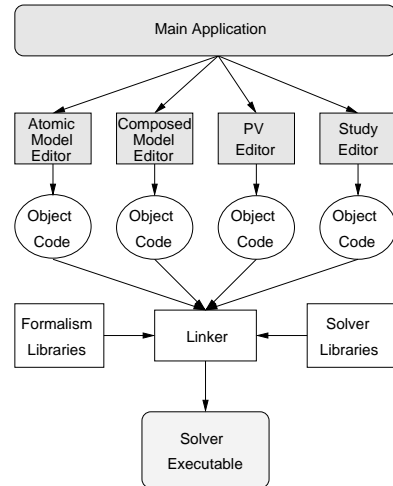 Main Application
Atomic
Model
Editor
Composed
Model
Editor
PV
Editor
Study
Editor
Object
Code
Object
Code
Object
Code
Object
Code
Formalism
Libraries
Linker
Solver
Libraries
Solver
Executable